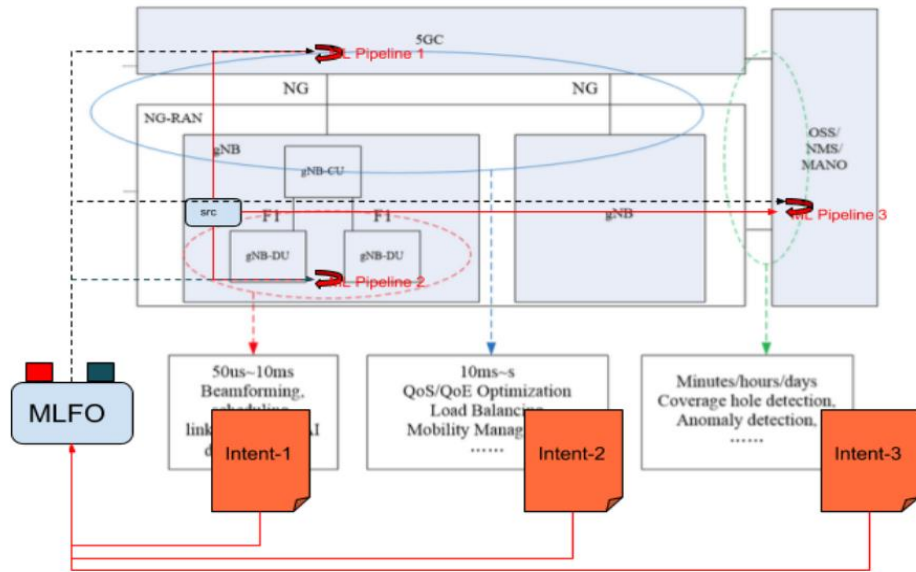 5GC
ML Pipeline 1
NG
NG
NG-RAN
gNB
OSS/
NMS/
MANO
gNB-CU
src
F1
F1
gNB
ML Pipeline 3
gNB-DU
gNB-DU
ML Pipeline 2
50us~10ms
Beamforming,
scheduling
link
10ms~s
QoS/QoE Optimization
Load Balancing
Mobility
……
Minutes/hours/days
Coverage hole detection,
Anomaly detection,
……
MLFO
Intent-1
Intent-2
Intent-3